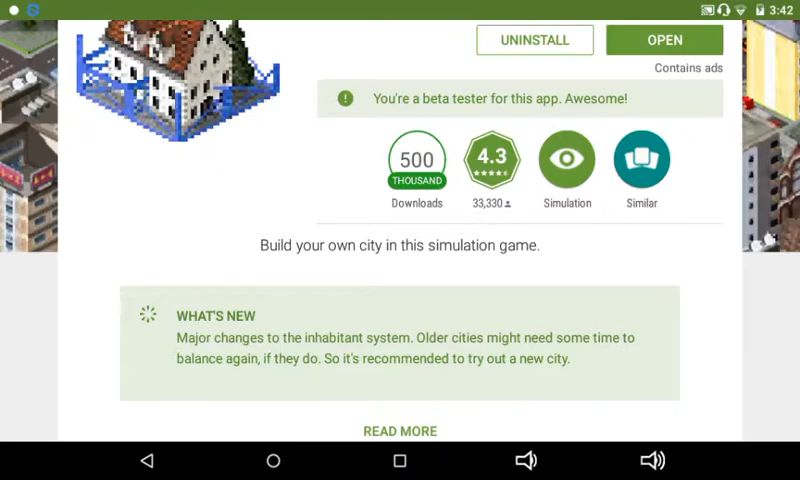 3:42
UNINSTALL
OPEN
Contains ads
You're a beta tester for this app. Awesome!
500
THOUSAND
Downloads
4.3
33,330
Simulation
Similar
Build your own city in this simulation game.
WHAT'S NEW
Major changes to the inhabitant system. Older cities might need some time to
balance again, if they do. So it's recommended to try out a new city.
READ MORE